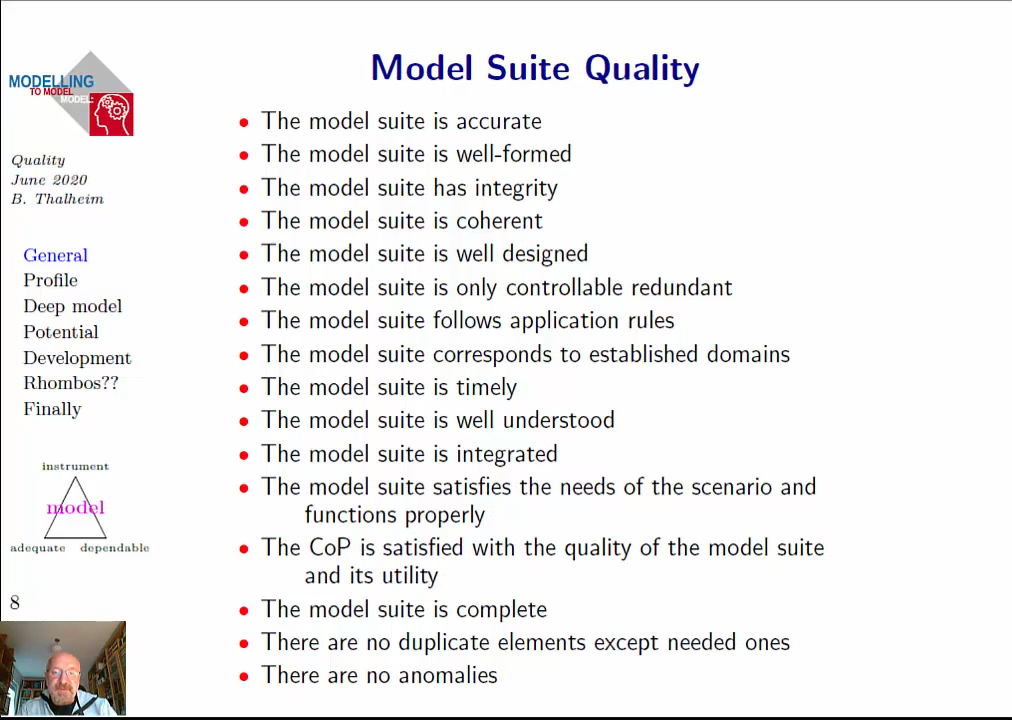 MODELLING
TO MODEL
MODEL:
Quality
June 2020
B. Thalheim
General
Profile
Deep model
Potential
Development
Rhombos??
Finally
instrument
model
adequate dependable
8
Model Suite Quality
• The model suite is accurate
• The model suite is well-formed
• The model suite has integrity
• The model suite is coherent
• The model suite is well designed
• The model suite is only controllable redundant
• The model suite follows application rules
• The model suite corresponds to established domains
• The model suite is timely
• The model suite is well understood
• The model suite is integrated
• The model suite satisfies the needs of the scenario and
functions properly
• The CoP is satisfied with the quality of the model suite
and its utility
• The model suite is complete
• There are no duplicate elements except needed ones
• There are no anomalies